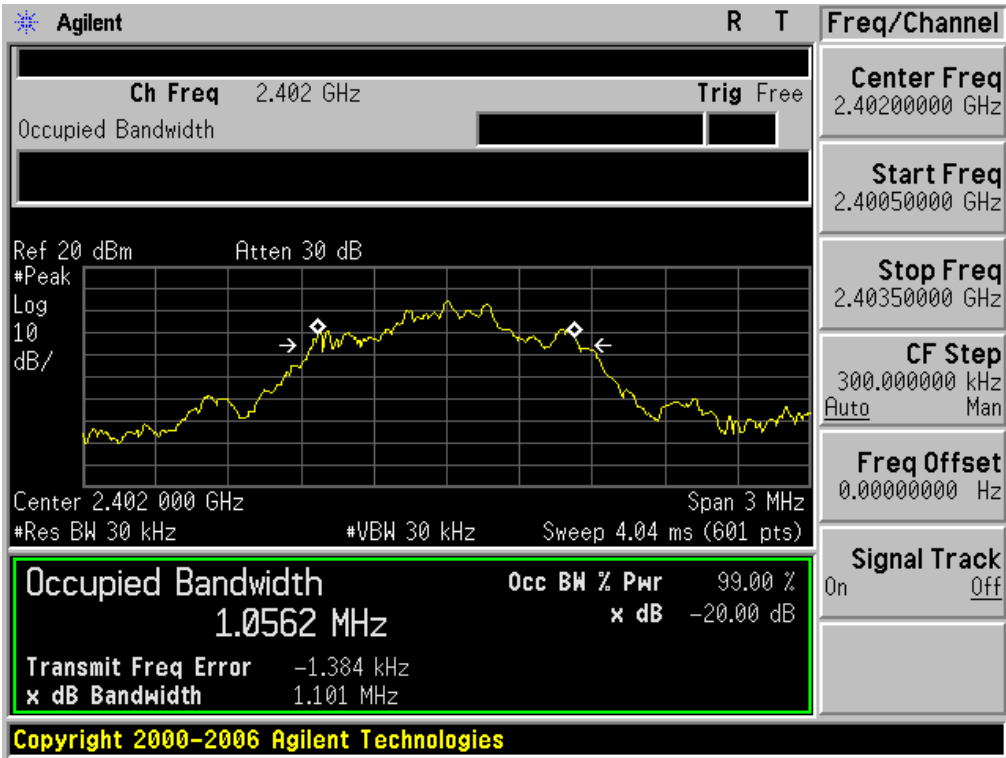 Agilent R T
Freq/Channel
Ch Freq 2.402 GHz Trig Free
Occupied Bandwidth
Ref 20 dBm Atten 30 dB
#Peak
Log
10
dB/
Center 2.402 000 GHz Span 3 MHz
#Res BW 30 kHz #VBW 30 kHz Sweep 4.04 ms (601 pts)
Occupied Bandwidth Occ BW % Pwr 99.00 %
1.0562 MHz x dB -20.00 dB
Transmit Freq Error -1.384 kHz
x dB Bandwidth 1.101 MHz
Copyright 2000-2006 Agilent Technologies
Center Freq
2.40200000 GHz
Start Freq
2.40050000 GHz
Stop Freq
2.40350000 GHz
CF Step
300.000000 kHz
Auto Man
Freq Offset
0.00000000 Hz
Signal Track
On Off